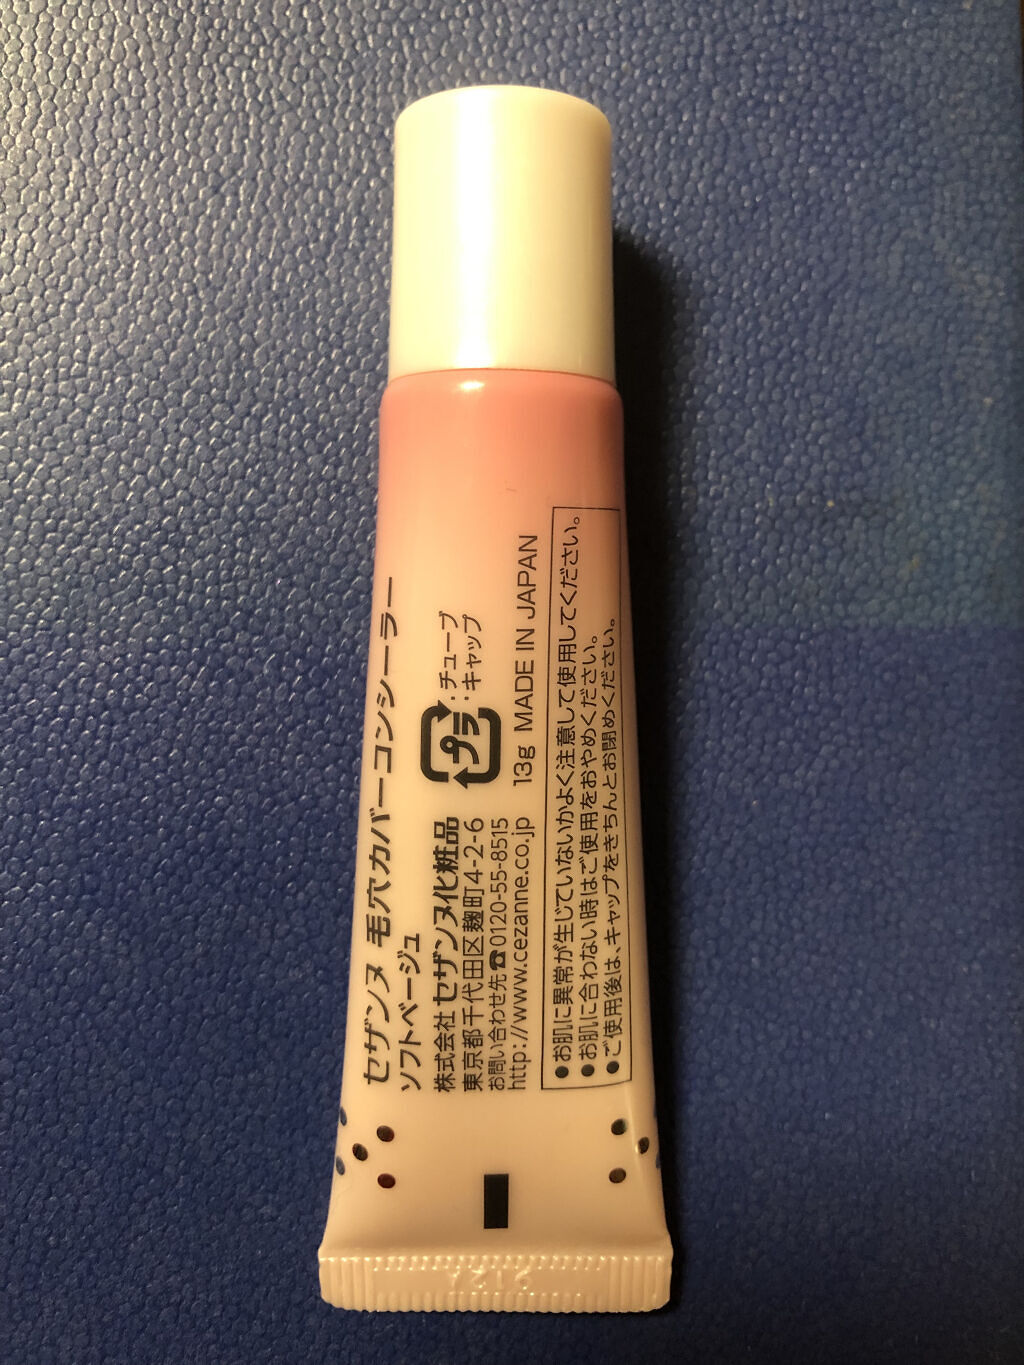 セザンヌ 毛穴カバーコンシーラー
ソフトベージュ
株式会社 セザンヌ化粧品
東京都千代田区麹町4-2-6
お問い合わせ先☎0120-55-8515
http://www.cezanne.co.jp
プラ
:チューブ
:キャップ
13g MADE IN JAPAN
●お肌に異常が生じていないかよく注意して使用してください。
●お肌に合わない時はご使用をおやめください。
●ご使用後は、キャップをきちんとお閉めください。